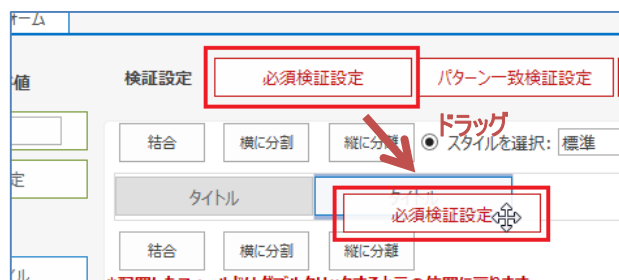 ォーム
値
検証設定
必須検証設定
パターン一致検証設定
ドラッグ
結合
横に分割
縦に分離
スタイルを選択:
標準
定
タイトル
必須検証設定
結合
横に分割
縦に分離